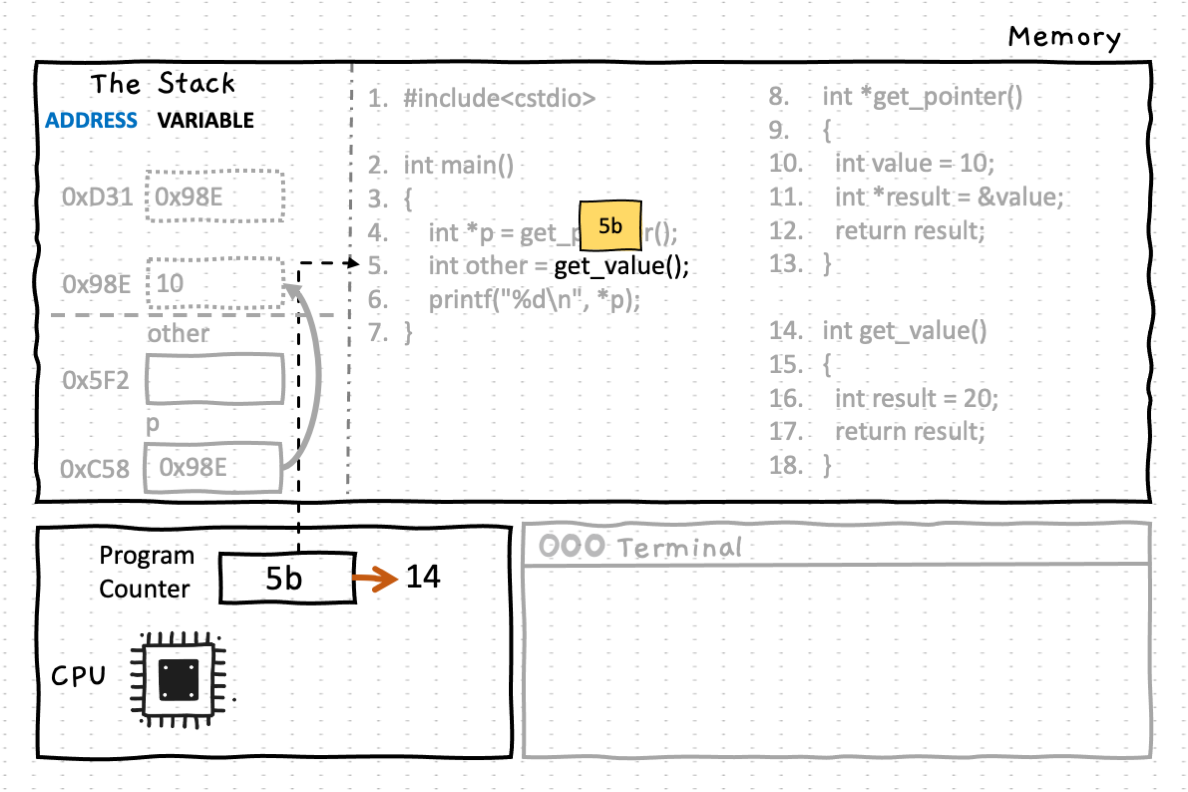 Memory
The Stack
ADDRESS VARIABLE
0xD31 0x98E
0x98E 10
other
0x5F2
p
0xC58 0x98E
1. #include<cstdio>
2. int main()
3. {
4. int *p = get_p r();
5b
5. int other = get_value();
6. printf("%d\n", *p);
7. }
8. int *get_pointer()
9. {
10. int value = 10;
11. int *result = &value;
12. return result;
13. }
14. int get_value()
15. {
16. int result = 20;
17. return result;
18. }
Program
Counter
5b 14
CPU
Terminal